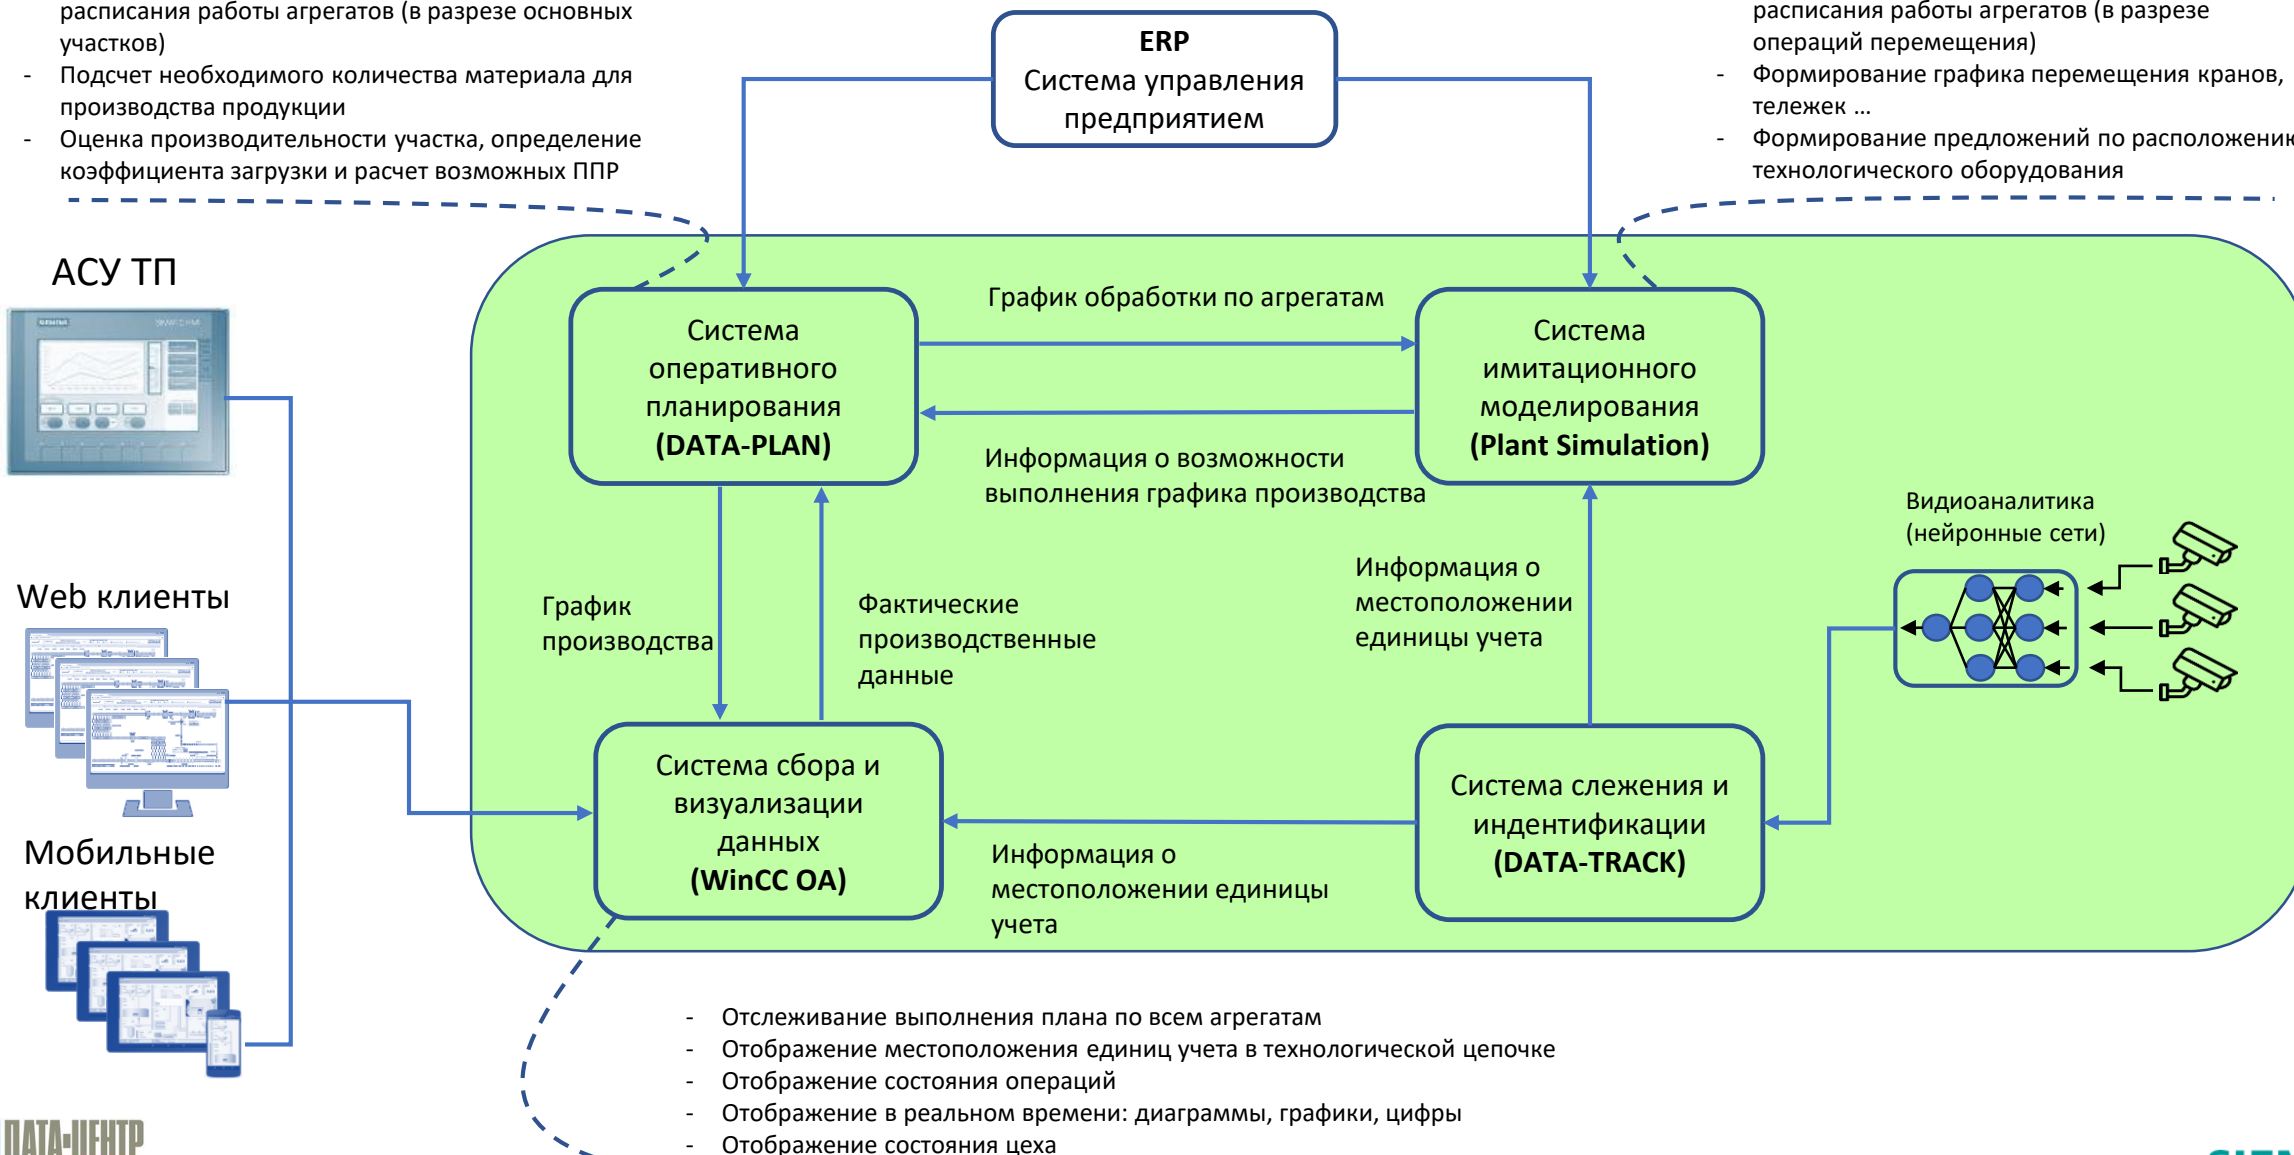 расписания работы агрегатов (в разрезе основных
участков)
- Подсчет необходимого количества материала для
производства продукции
- Оценка производительности участка, определение
коэффициента загрузки и расчет возможных ППР
ERP
Система управления
предприятием
расписания работы агрегатов (в разрезе
операций перемещения)
- Формирование графика перемещения кранов,
тележек ...
- Формирование предложений по расположению
технологического оборудования
АСУ ТП
Система
оперативного
планирования
(DATA-PLAN)
График обработки по агрегатам
Информация о возможности
выполнения графика производства
Система
имитационного
моделирования
(Plant Simulation)
Видиоаналитика
(нейронные сети)
Web клиенты
График
производства
Фактические
производственные
данные
Информация о
местоположении
единицы учета
Система сбора и
визуализации
данных
(WinCC OA)
Информация о
местоположении единицы
учета
Система слежения и
индентификации
(DATA-TRACK)
Мобильные
клиенты
- Отслеживание выполнения плана по всем агрегатам
- Отображение местоположения единиц учета в технологической цепочке
- Отображение состояния операций
- Отображение в реальном времени: диаграммы, графики, цифры
- Отображение состояния цеха
ДАТА-ЦЕНТР